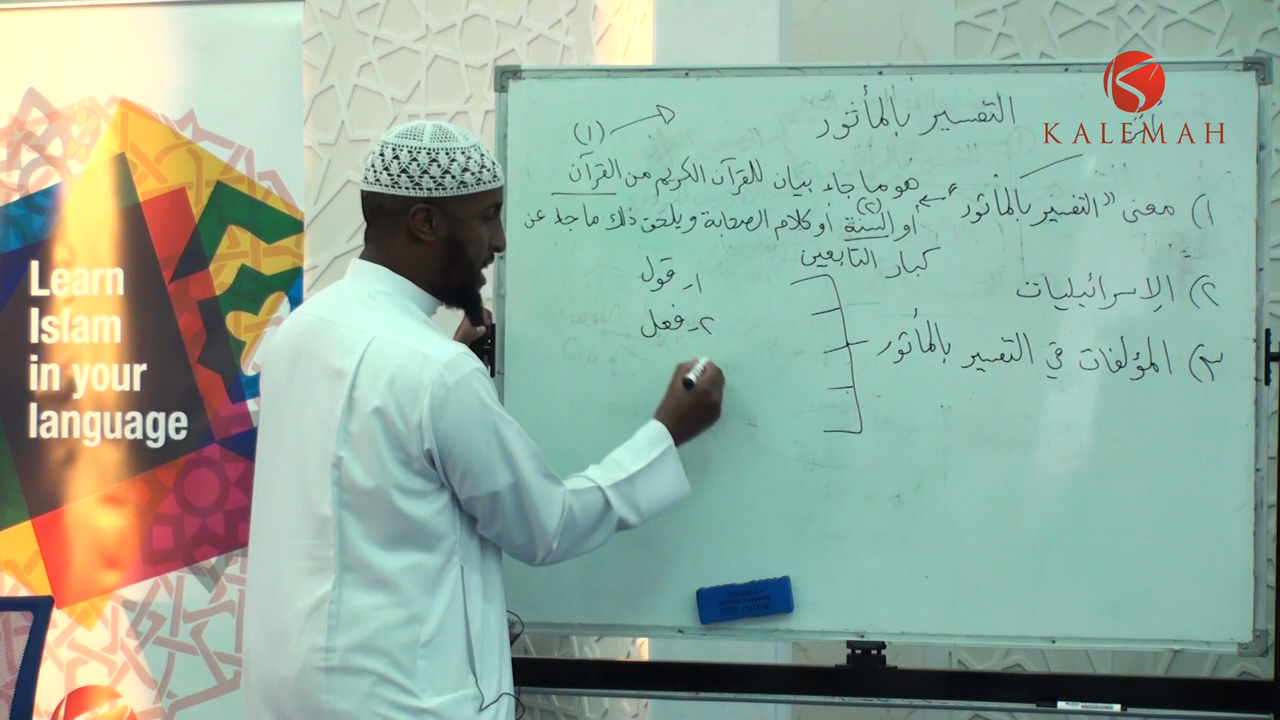 KALEMAH
التفسير بالمأثور
(١)
١) معنى "التفسير بالمأثور"
هو ما جاء بيان للقرآن الكريم من القرآن
(٢)
أو السنة أو كلام الصحابة ويلحق ذلك ما جاء عن
كبار التابعين
٢) الإسرائيليات
٣) المؤلفات في التفسير بالمأثور
١ـ قول
٢ـ فعل
Learn
Islam
in your
language